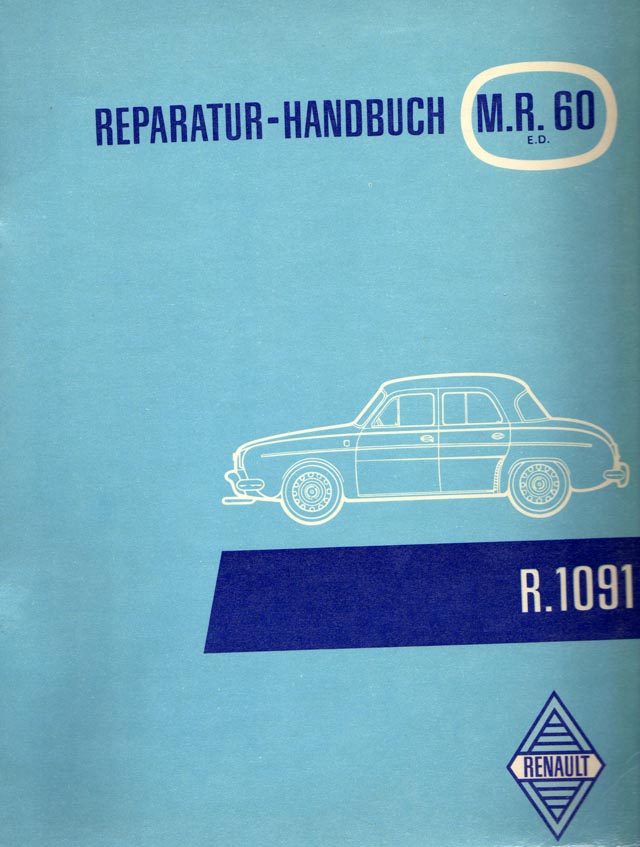 REPARATUR-HANDBUCH M.R. 60
E.D.
R.1091
RENAULT